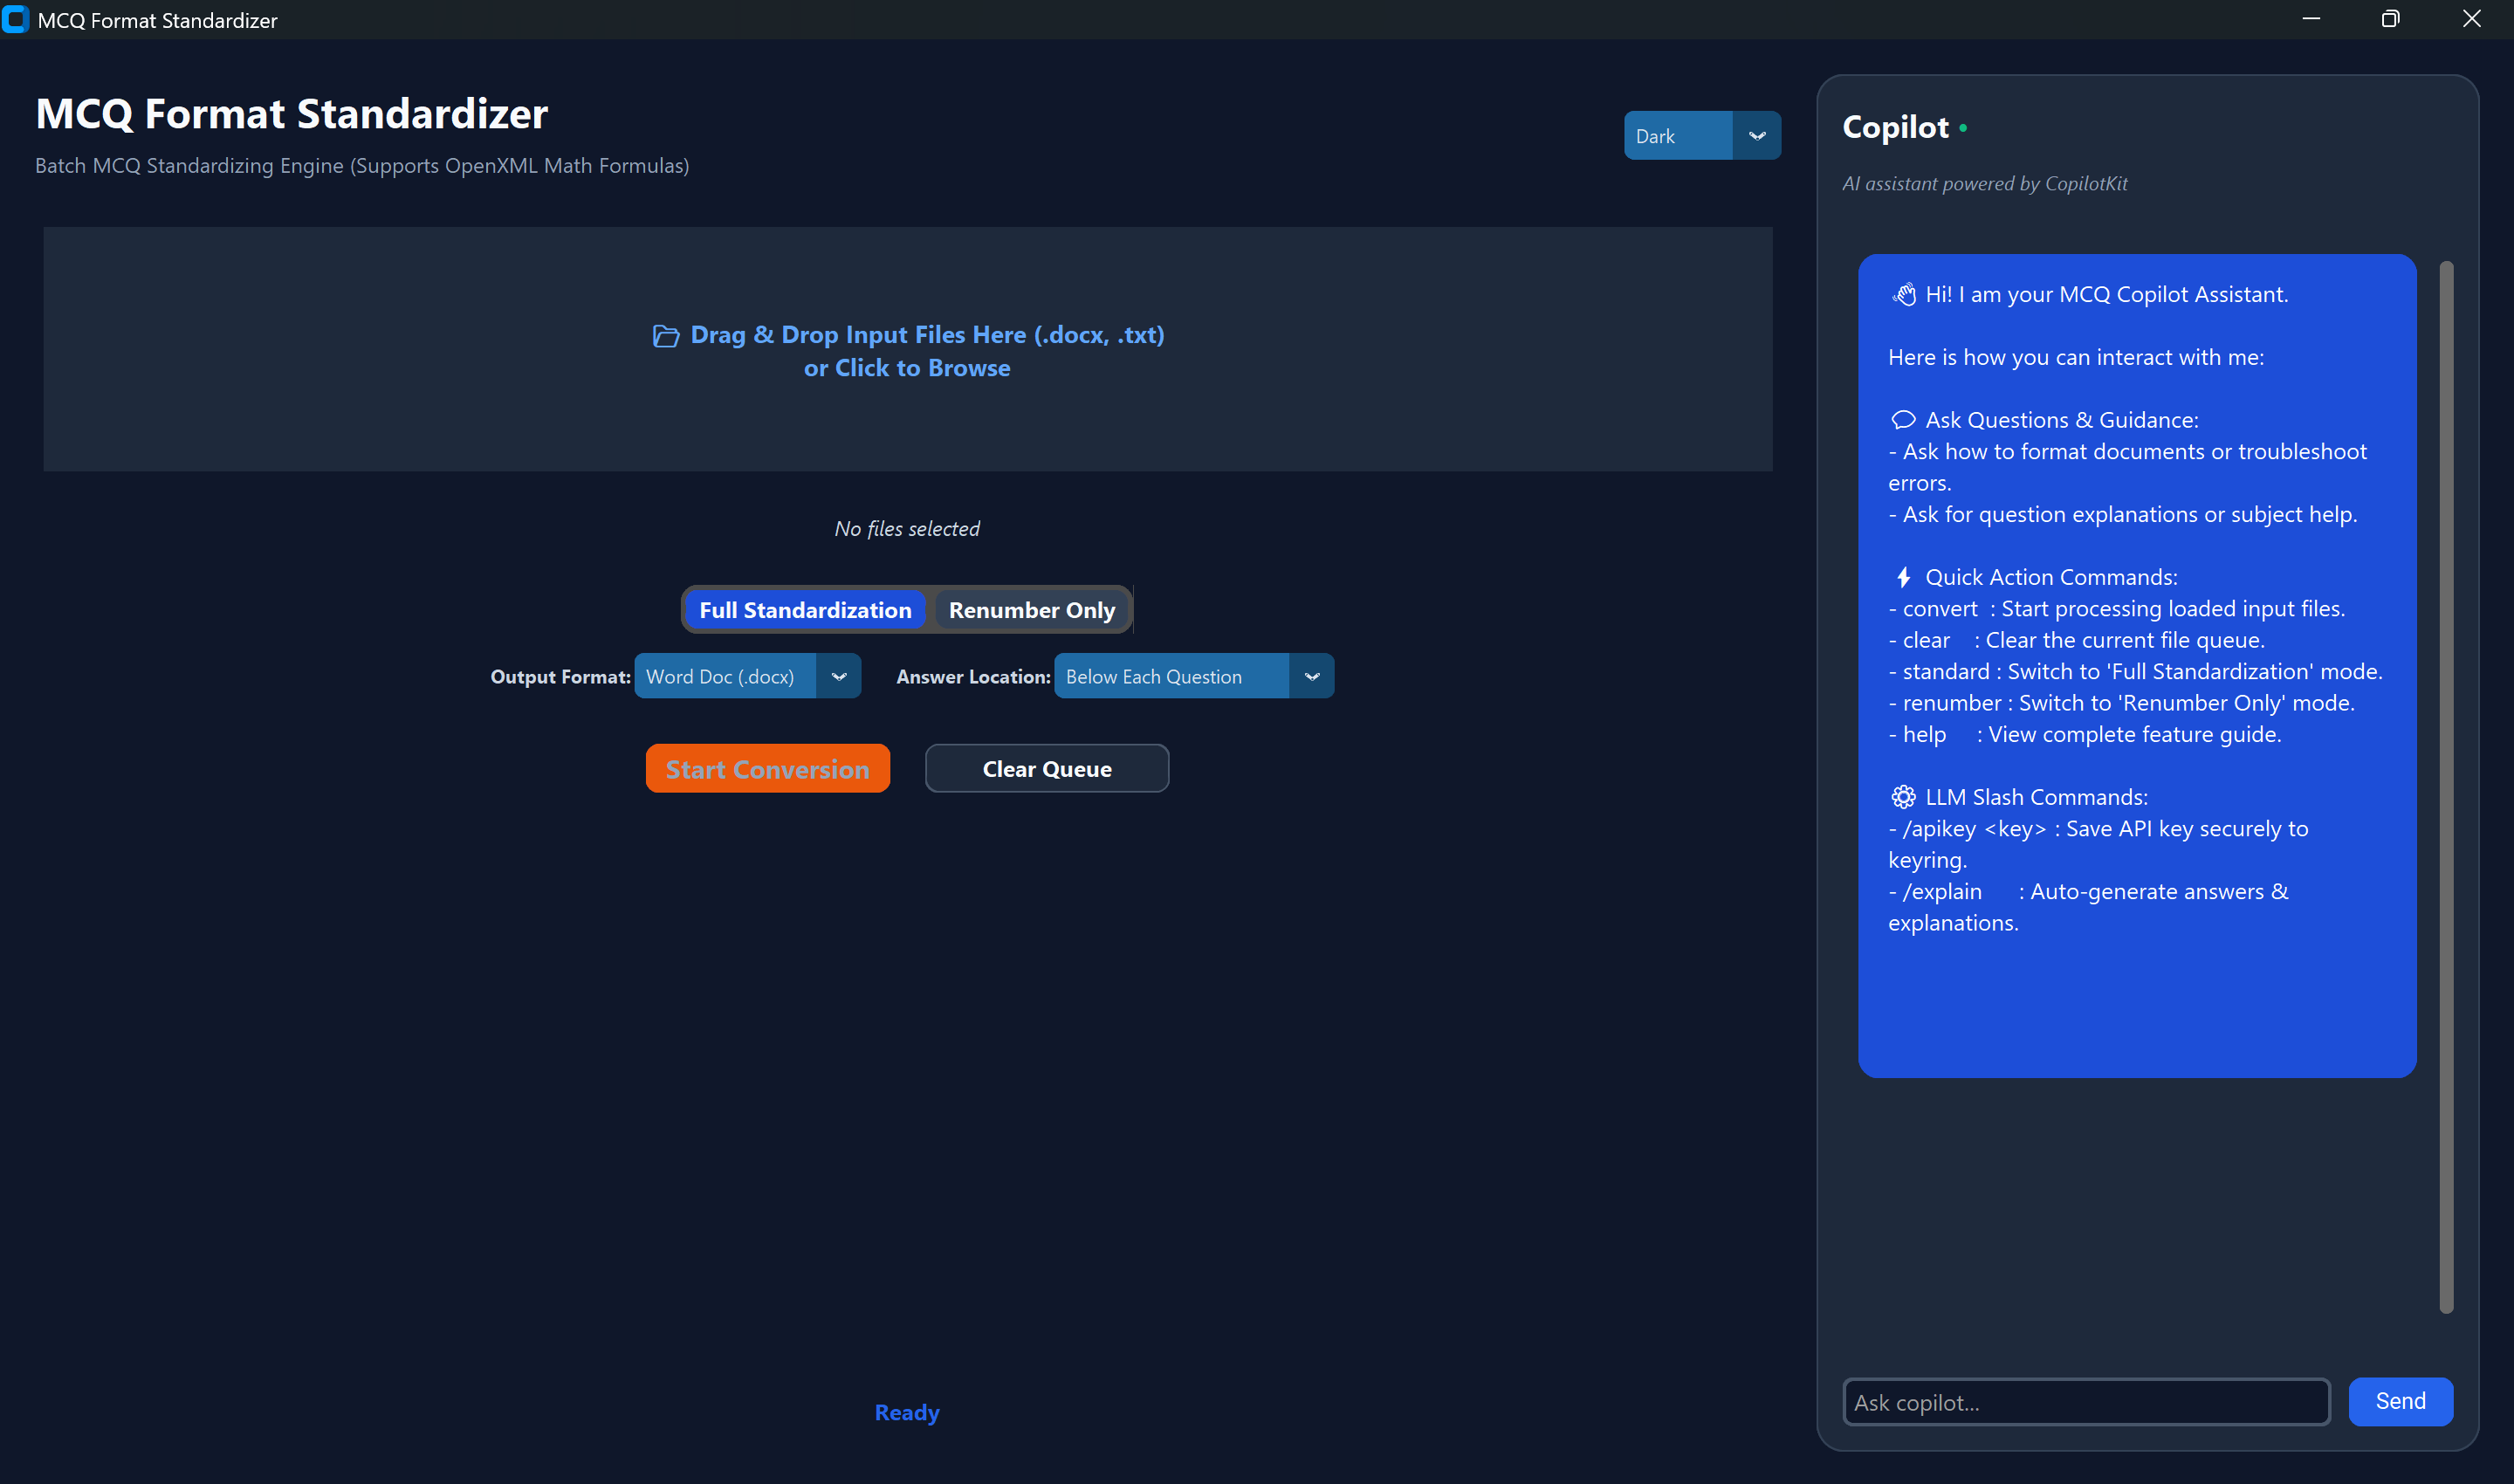 MCQ Format Standardizer
MCQ Format Standardizer
Batch MCQ Standardizing Engine (Supports OpenXML Math Formulas)
Dark
Drag & Drop Input Files Here (.docx, .txt)
or Click to Browse
No files selected
Full Standardization
Renumber Only
Output Format:
Word Doc (.docx)
Answer Location:
Below Each Question
Start Conversion
Clear Queue
Ready
Copilot
AI assistant powered by CopilotKit
👋 Hi! I am your MCQ Copilot Assistant.
Here is how you can interact with me:
💬 Ask Questions & Guidance:
- Ask how to format documents or troubleshoot
errors.
- Ask for question explanations or subject help.
⚡ Quick Action Commands:
- convert : Start processing loaded input files.
- clear : Clear the current file queue.
- standard : Switch to 'Full Standardization' mode.
- renumber : Switch to 'Renumber Only' mode.
- help : View complete feature guide.
⚙ LLM Slash Commands:
- /apikey <key> : Save API key securely to
keyring.
- /explain : Auto-generate answers &
explanations.
Ask copilot...
Send